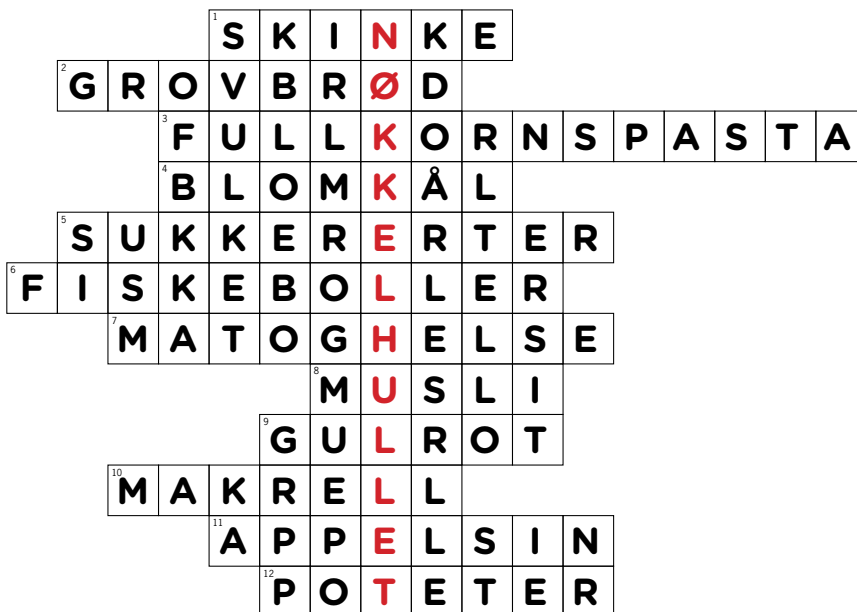 1 SKINKE
2 GROVBRØD
3 FULLKORNSPASTA
4 BLOMKÅL
5 SUKKERERTER
6 FISKEBOLLER
7 MATOGHELSE
8 MUSLI
9 GULROT
10 MAKRELL
11 APPELSIN
12 POTETER